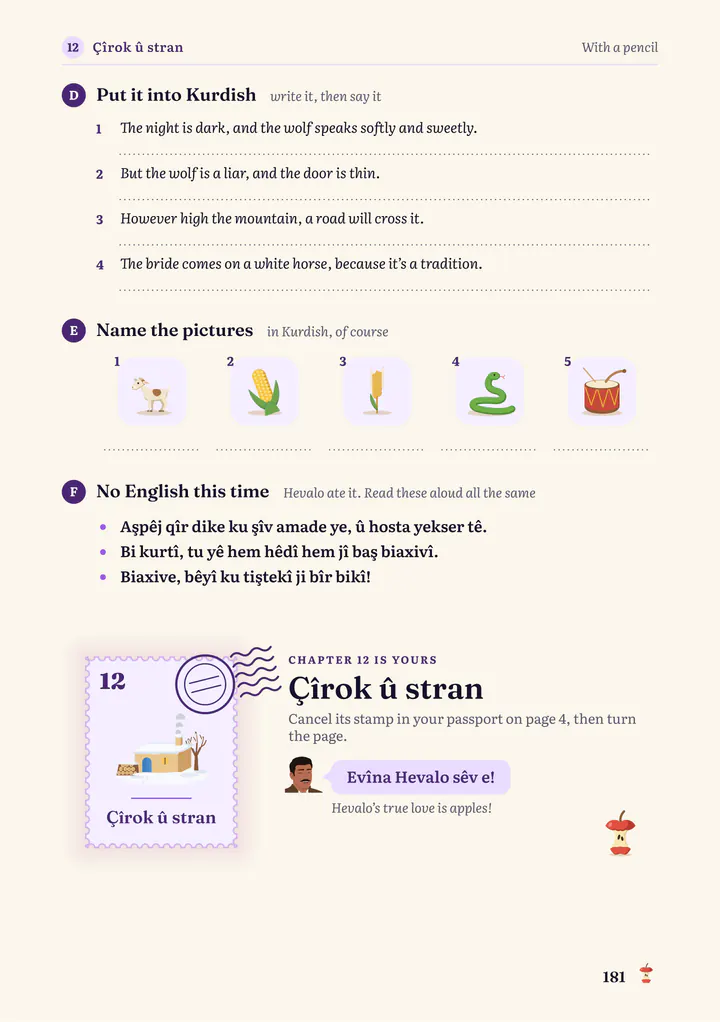 12 Çîrok û stran With a pencil
D Put it into Kurdish write it, then say it
1 The night is dark, and the wolf speaks softly and sweetly.
2 But the wolf is a liar, and the door is thin.
3 However high the mountain, a road will cross it.
4 The bride comes on a white horse, because it’s a tradition.
E Name the pictures in Kurdish, of course
1 2 3 4 5
F No English this time Hevalo ate it. Read these aloud all the same
• Aşpêj qîr dike ku şîv amade ye, û hosta yekser tê.
• Bi kurtî, tu yê hem hêdî hem jî baş biaxivî.
• Biaxive, bêyî ku tiştekî ji bîr bikî!
12
Çîrok û stran
CHAPTER 12 IS YOURS
Çîrok û stran
Cancel its stamp in your passport on page 4, then turn
the page.
Evîna Hevalo sêv e!
Hevalo’s true love is apples!
181